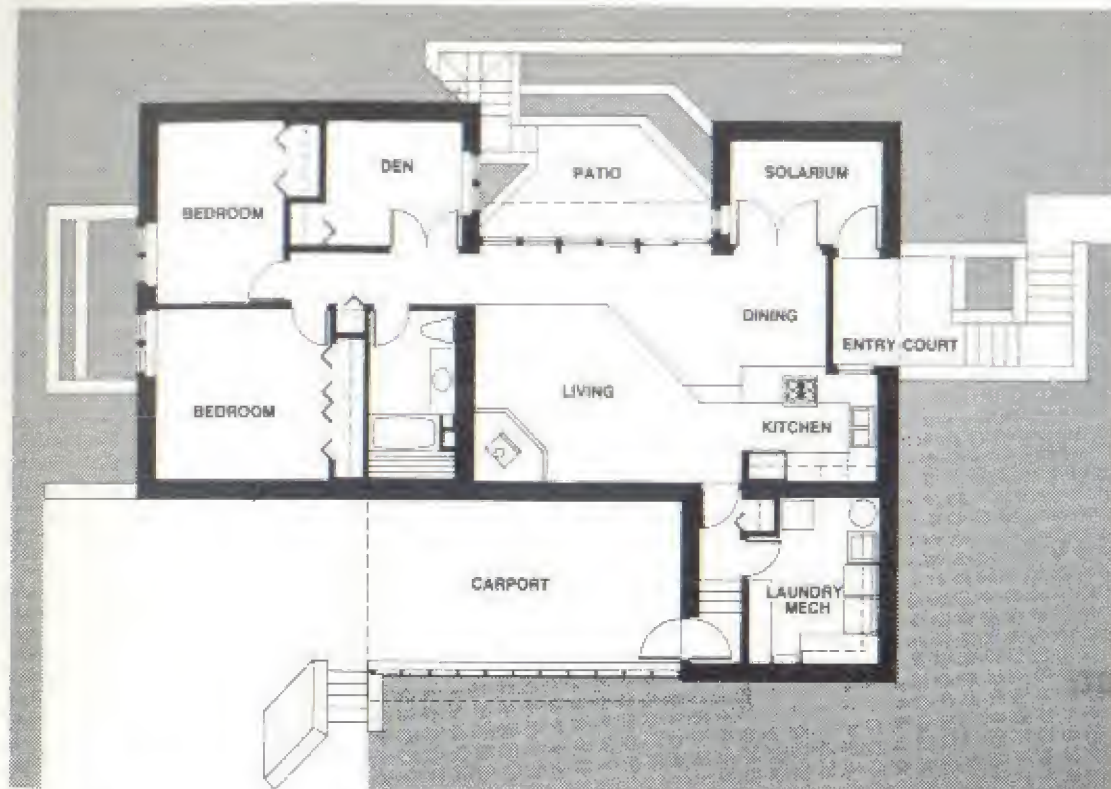 DEN
PATIO
SOLARIUM
BEDROOM
DINING
ENTRY COURT
LIVING
BEDROOM
KITCHEN
CARPORT
LAUNDRY
MECH